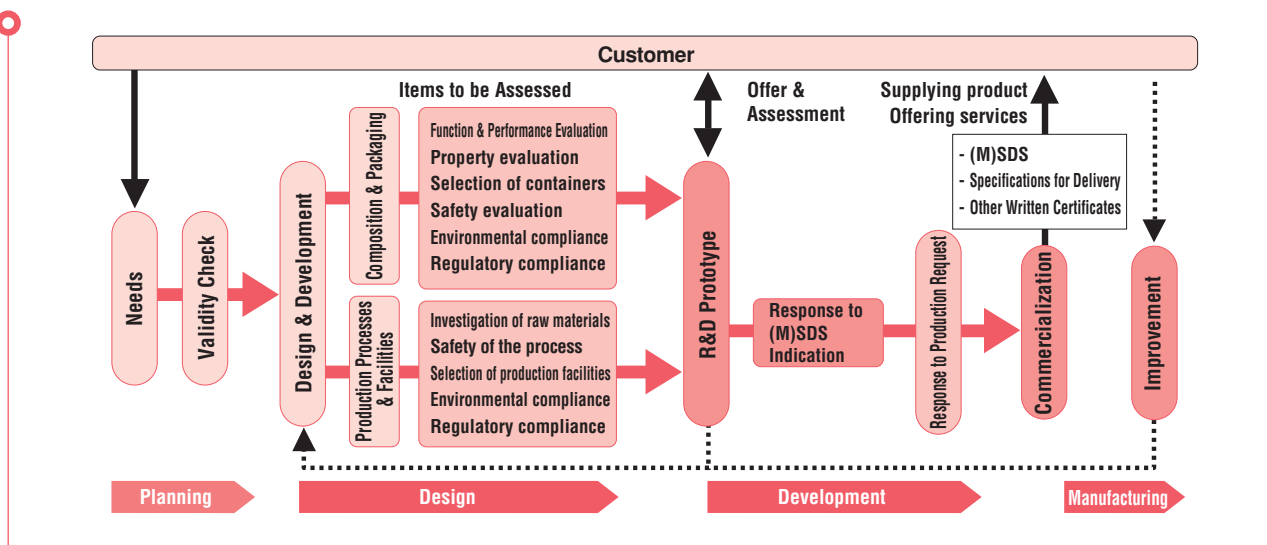 Customer
Needs
Validity Check
Design & Development
Items to be Assessed
Composition & Packaging
Function & Performance Evaluation
Property evaluation
Selection of containers
Safety evaluation
Environmental compliance
Regulatory compliance
Production Processes
& Facilities
Investigation of raw materials
Safety of the process
Selection of production facilities
Environmental compliance
Regulatory compliance
Offer &
Assessment
R&D Prototype
Response to
(M)SDS
Indication
Response to Production Request
Supplying product
Offering services
- (M)SDS
- Specifications for Delivery
- Other Written Certificates
Commercialization
Improvement
Planning
Design
Development
Manufacturing